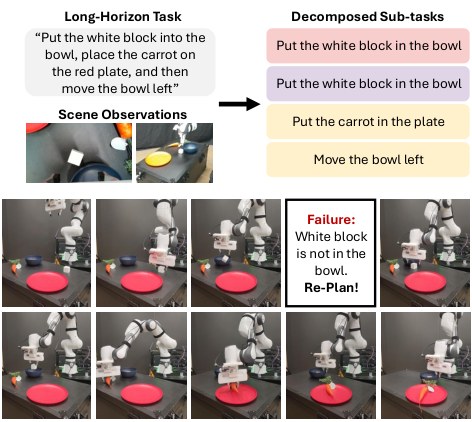 Long-Horizon Task
“Put the white block into the
bowl, place the carrot on
the red plate, and then
move the bowl left”
Scene Observations
Decomposed Sub-tasks
Put the white block in the bowl
Put the white block in the bowl
Put the carrot in the plate
Move the bowl left
Failure:
White block
is not in the
bowl.
Re-Plan!